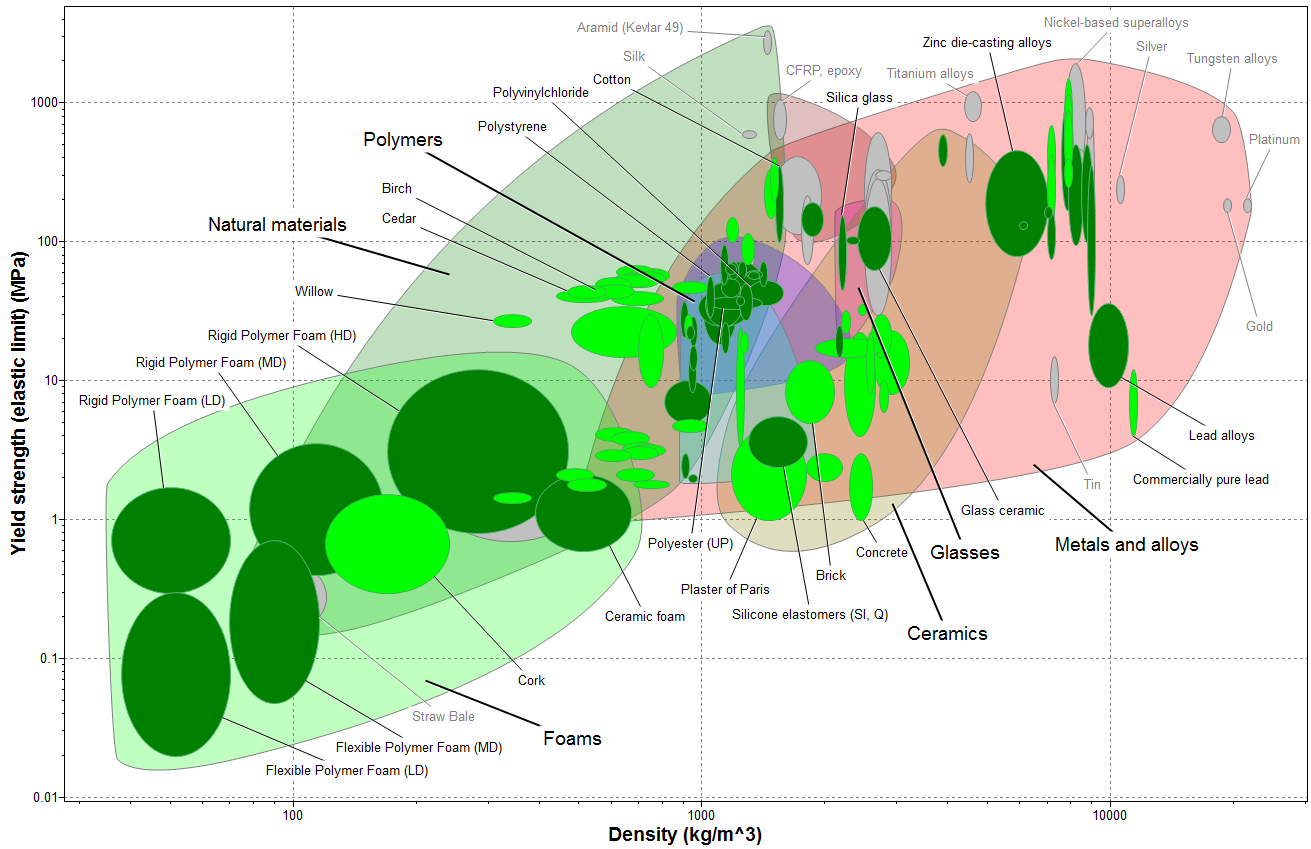 Nickel-based superalloys
Aramid (Kevlar 49)
Zinc die-casting alloys
Silver
Silk
Tungsten alloys
CFRP, epoxy
Titanium alloys
Cotton
Polyvinylchloride
Silica glass
1000
Polystyrene
Polymers
Platinum
Birch
Cedar
Natural materials
100
Willow
Gold
Rigid Polymer Foam (HD)
Rigid Polymer Foam (MD)
10
Rigid Polymer Foam (LD)
Lead alloys
Commercially pure lead
Tin
Glass ceramic
1
Polyester (UP)
Metals and alloys
Concrete
Glasses
Brick
Plaster of Paris
Ceramic foam
Silicone elastomers (SI, Q)
Ceramics
0.1
Cork
Straw Bale
Foams
Flexible Polymer Foam (MD)
Flexible Polymer Foam (LD)
0.01
Yield strength (elastic limit) (MPa)
100
1000
10000
Density (kg/m^3)